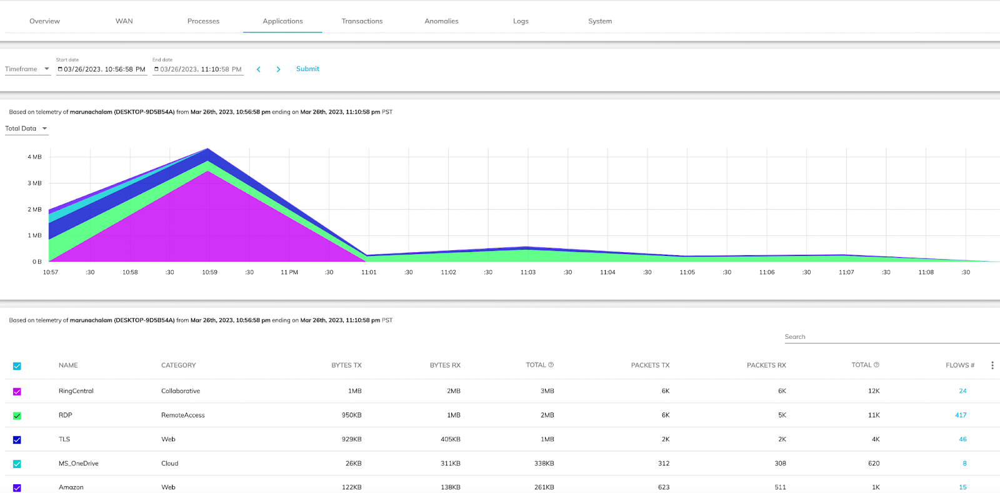 Overview WAN Processes Applications Transactions Anomalies Logs System
Start date End date
Timeframe 03/26/2023, 10:56:58 PM 03/26/2023, 11:10:58 PM Submit
Based on telemetry of marunachalam (DESKTOP-9D5B54A) from Mar 26th, 2023, 10:56:58 pm ending on Mar 26th, 2023, 11:10:58 pm PST
Total Data
4 MB
3 MB
2 MB
1 MB
0 B
10:57 :30 10:58 :30 10:59 :30 11 PM :30 11:01 :30 11:02 :30 11:03 :30 11:04 :30 11:05 :30 11:06 :30 11:07 :30 11:08 :30
Based on telemetry of marunachalam (DESKTOP-9D5B54A) from Mar 26th, 2023, 10:56:58 pm ending on Mar 26th, 2023, 11:10:58 pm PST
Search
NAME CATEGORY BYTES TX BYTES RX TOTAL PACKETS TX PACKETS RX TOTAL FLOWS #
RingCentral Collaborative 1MB 2MB 3MB 6K 6K 12K 24
RDP RemoteAccess 950KB 1MB 2MB 6K 5K 11K 417
TLS Web 929KB 405KB 1MB 2K 2K 4K 46
MS_OneDrive Cloud 26KB 311KB 338KB 312 308 620 8
Amazon Web 122KB 138KB 261KB 623 511 1K 15